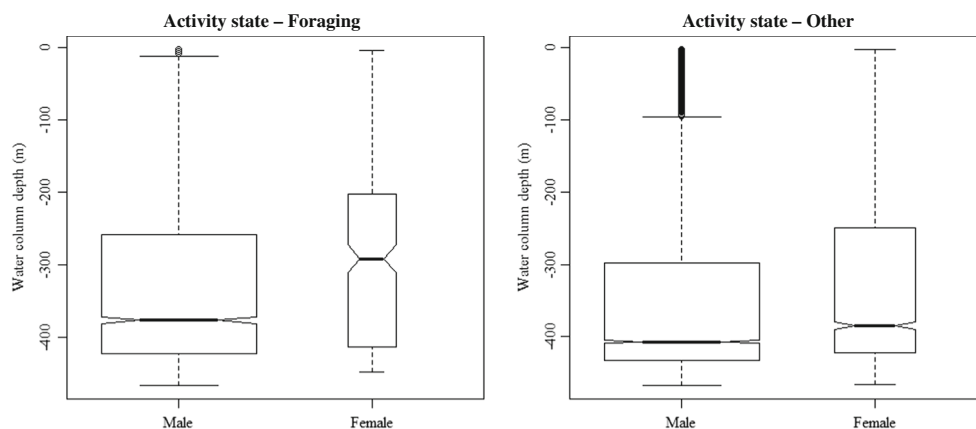 Activity state – Foraging
Water column depth (m)
0
-100
-200
-300
-400
Male
Female
Activity state – Other
Water column depth (m)
0
-100
-200
-300
-400
Male
Female